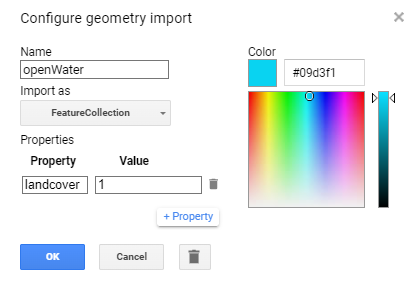 Configure geometry import
Name
openWater
Import as
FeatureCollection
Properties
Property Value
landcover 1
+ Property
OK Cancel
Color
#09d3f1